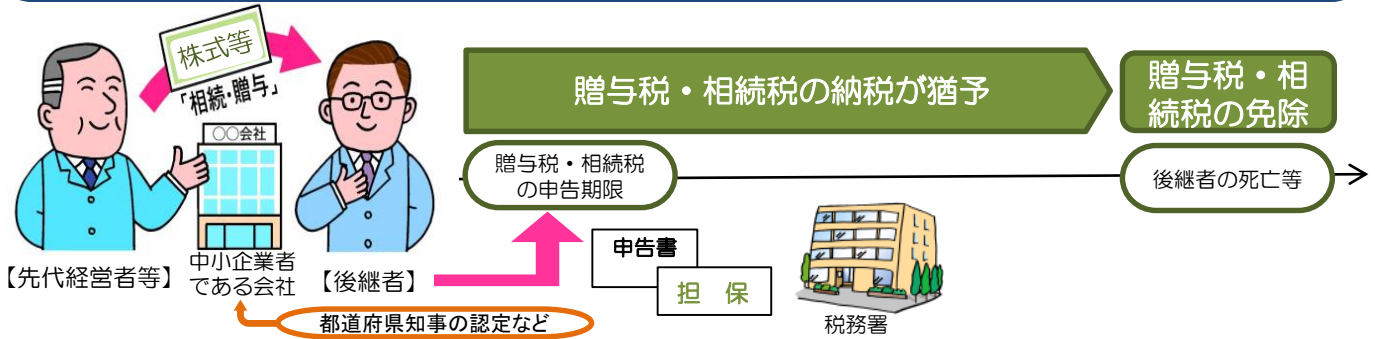 株式等
「相続・贈与」
〇〇会社
【先代経営者等】
中小企業者
である会社
【後継者】
都道府県知事の認定など
贈与税・相続税の納税が猶予
贈与税・相
続税の免除
贈与税・相続税
の申告期限
後継者の死亡等
申告書
担　保
税務署